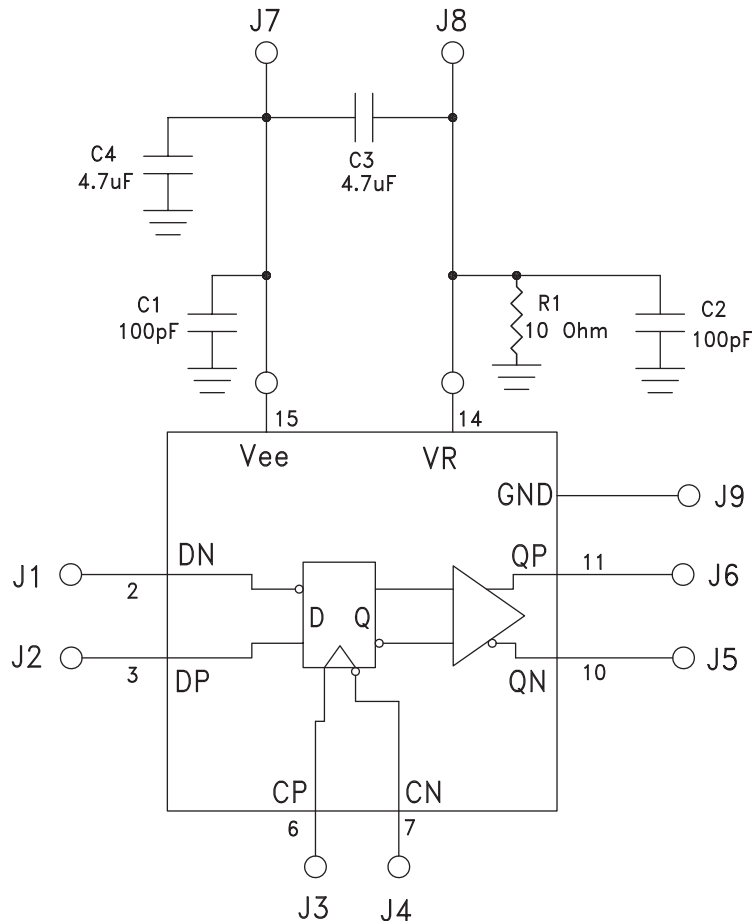 J7
J8
C4
4.7uF
C3
4.7uF
C1
100pF
R1
10 Ohm
C2
100pF
15
14
Vee
VR
GND
J9
DN
QP
J1
2
11
J6
D
Q
J2
3
DP
QN
10
J5
CP
CN
6
7
J3
J4